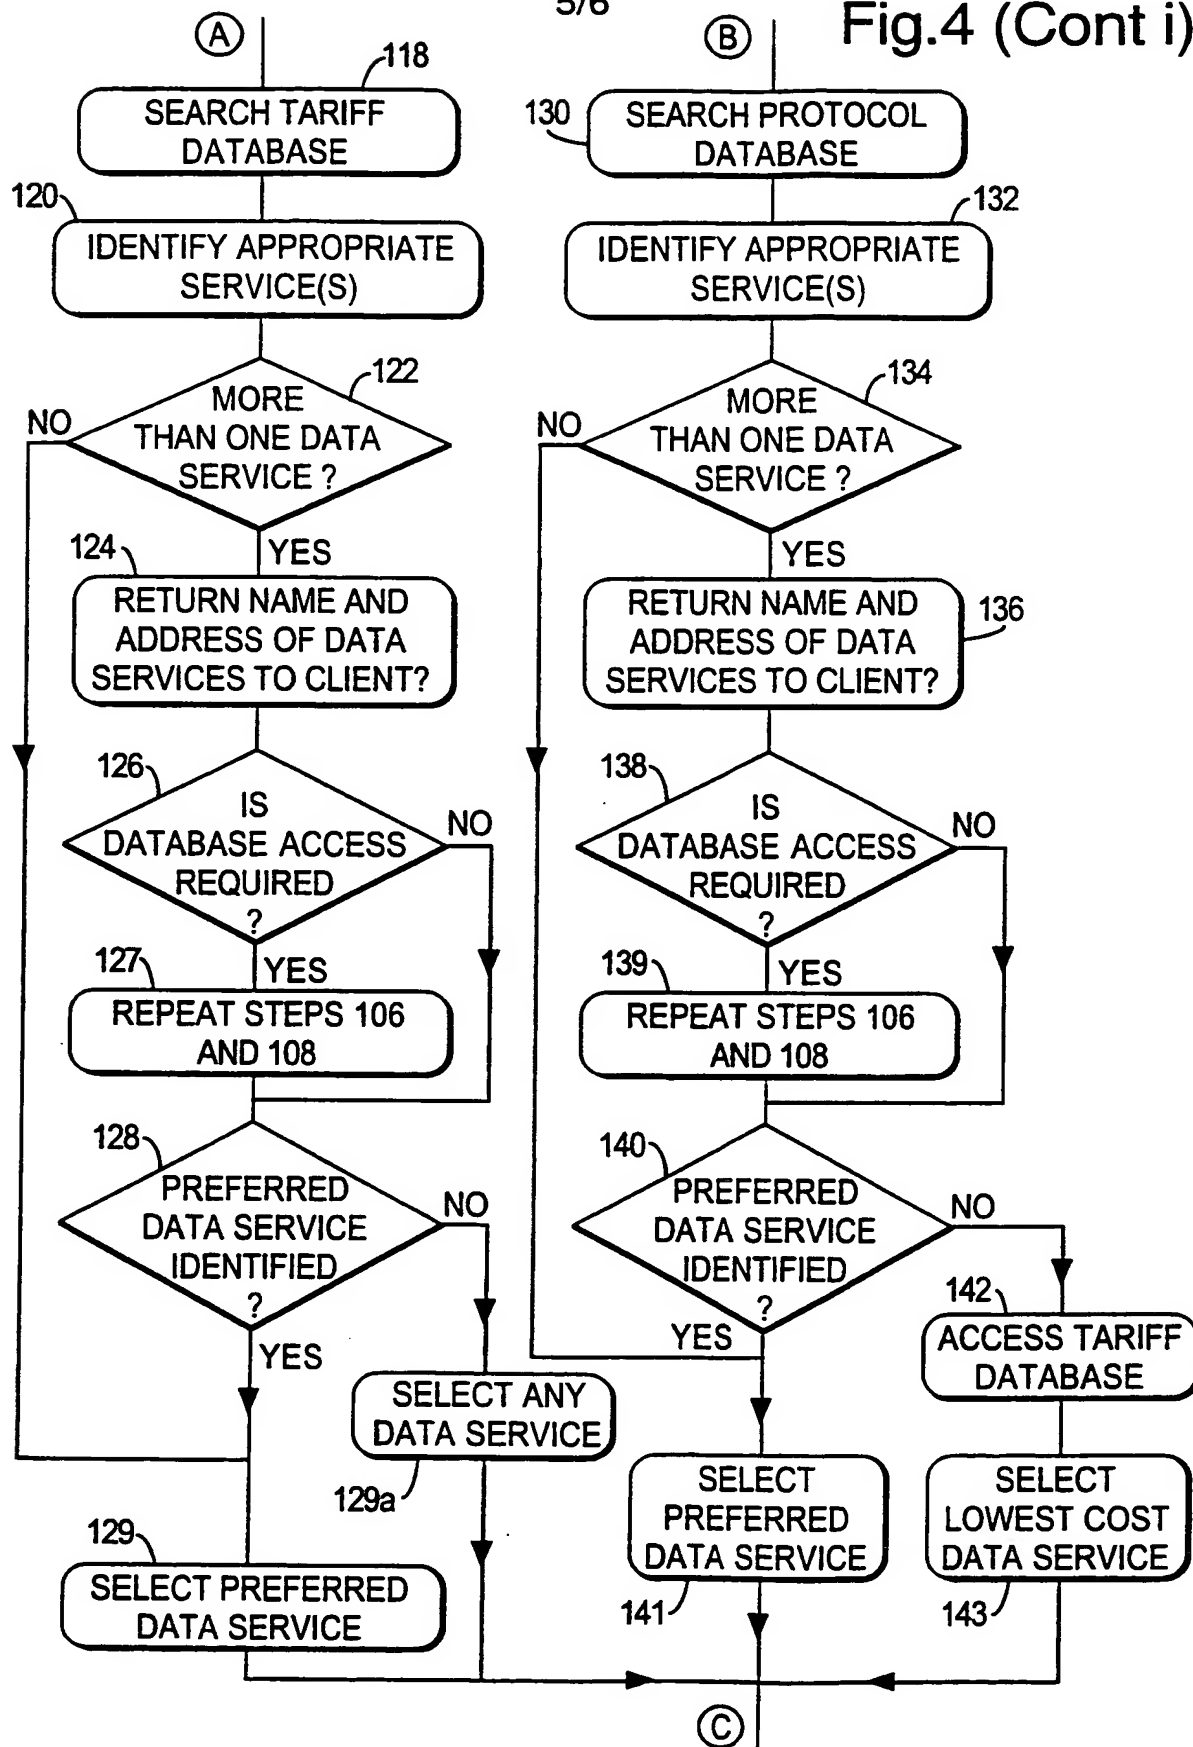 5/6
Fig.4 (Cont i)
A
118
SEARCH TARIFF
DATABASE
120
IDENTIFY APPROPRIATE
SERVICE(S)
122
MORE
THAN ONE DATA
SERVICE ?
NO
YES
124
RETURN NAME AND
ADDRESS OF DATA
SERVICES TO CLIENT?
126
IS
DATABASE ACCESS
REQUIRED
?
NO
YES
127
REPEAT STEPS 106
AND 108
128
PREFERRED
DATA SERVICE
IDENTIFIED
?
NO
YES
SELECT ANY
DATA SERVICE
129a
129
SELECT PREFERRED
DATA SERVICE
B
130
SEARCH PROTOCOL
DATABASE
132
IDENTIFY APPROPRIATE
SERVICE(S)
134
MORE
THAN ONE DATA
SERVICE ?
NO
YES
RETURN NAME AND
ADDRESS OF DATA
SERVICES TO CLIENT?
136
138
IS
DATABASE ACCESS
REQUIRED
?
NO
YES
139
REPEAT STEPS 106
AND 108
140
PREFERRED
DATA SERVICE
IDENTIFIED
?
NO
YES
142
ACCESS TARIFF
DATABASE
SELECT
PREFERRED
DATA SERVICE
141
SELECT
LOWEST COST
DATA SERVICE
143
C